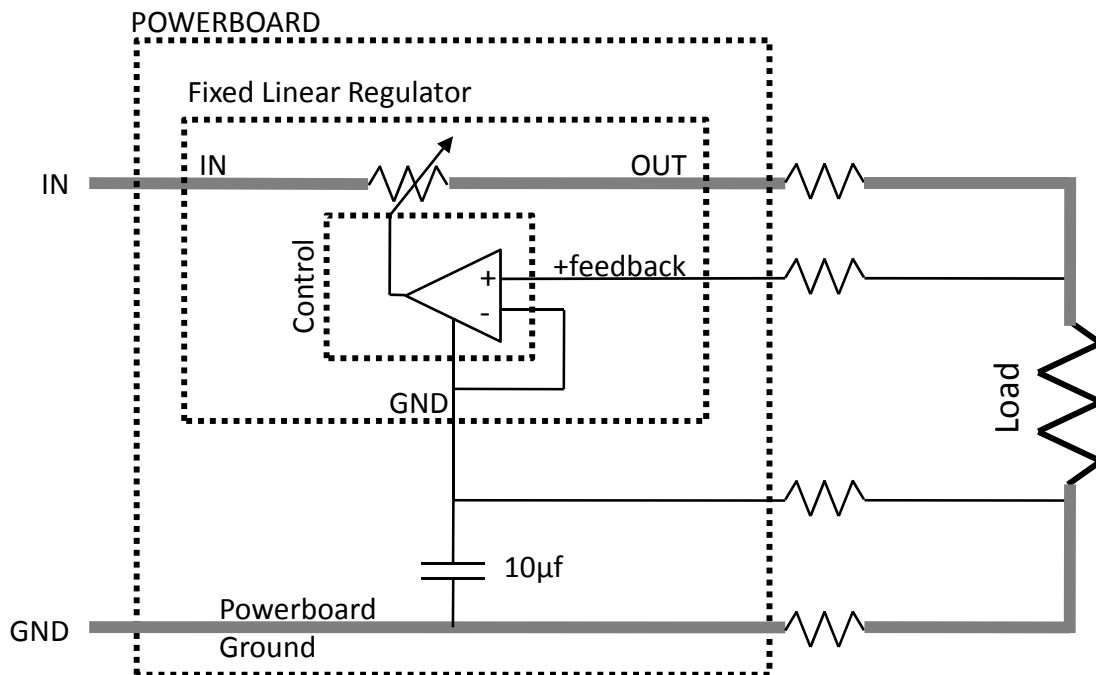 POWERBOARD
Fixed Linear Regulator
IN
IN
OUT
Control
+
+feedback
-
GND
Load
10µf
Powerboard
Ground
GND